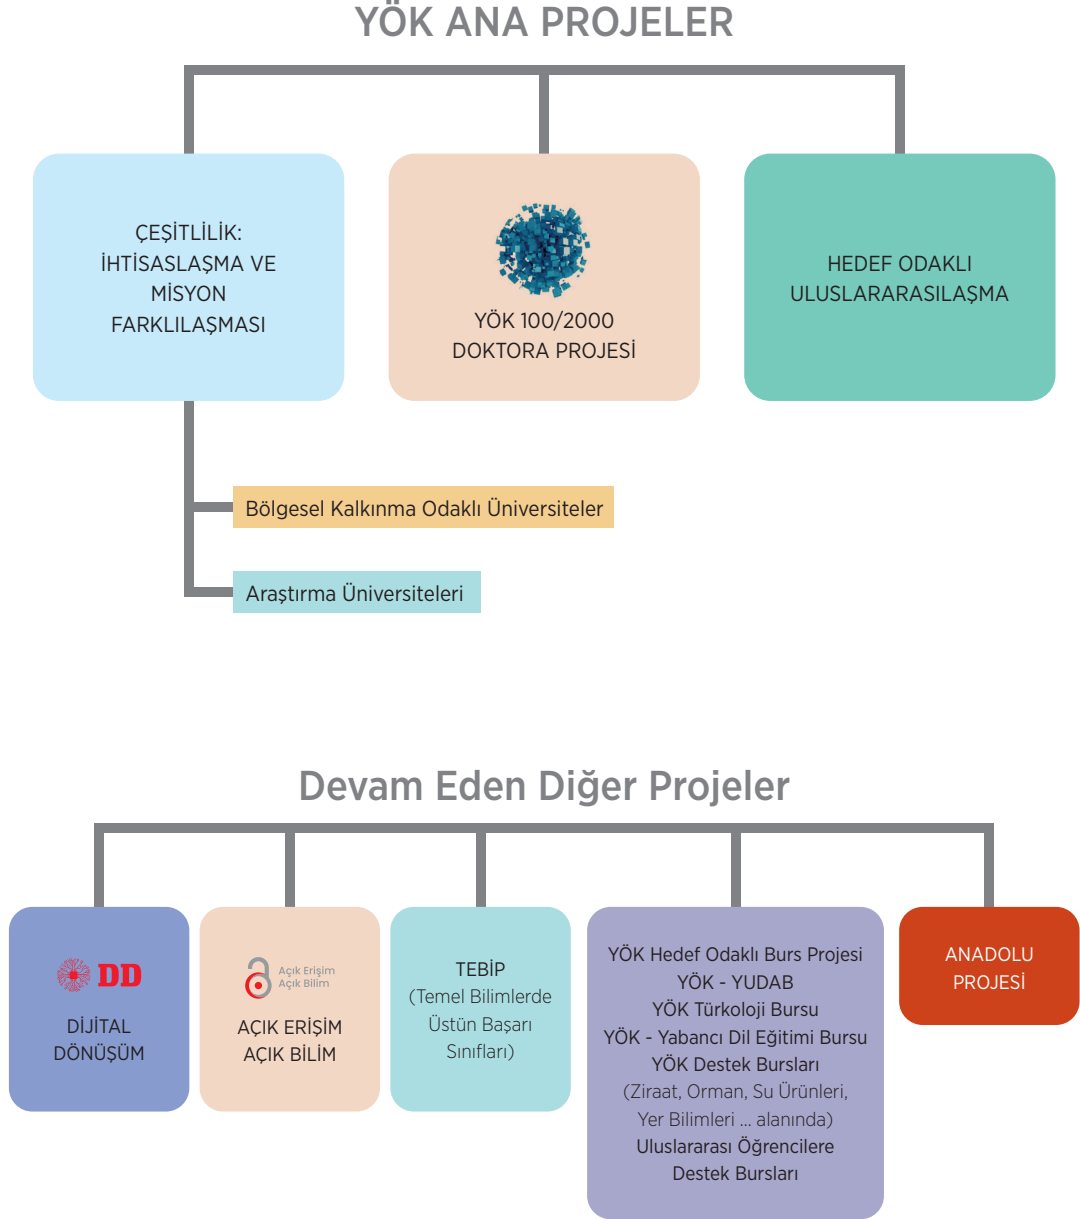 YÖK ANA PROJELER
ÇEŞİTLİLİK:
İHTİSASLAŞMA VE
MİSYON
FARKLILAŞMASI
YÖK 100/2000
DOKTORA PROJESİ
HEDEF ODAKLI
ULUSLARARASILAŞMA
Bölgesel Kalkınma Odaklı Üniversiteler
Araştırma Üniversiteleri
Devam Eden Diğer Projeler
DD
DİJİTAL
DÖNÜŞÜM
Açık Erişim
Açık Bilim
AÇIK ERİŞİM
AÇIK BİLİM
TEBİP
(Temel Bilimlerde
Üstün Başarı
Sınıfları)
YÖK Hedef Odaklı Burs Projesi
YÖK - YUDAB
YÖK Türkoloji Bursu
YÖK - Yabancı Dil Eğitimi Bursu
YÖK Destek Bursları
(Ziraat, Orman, Su Ürünleri,
Yer Bilimleri ... alanında)
Uluslararası Öğrencilere
Destek Bursları
ANADOLU
PROJESİ